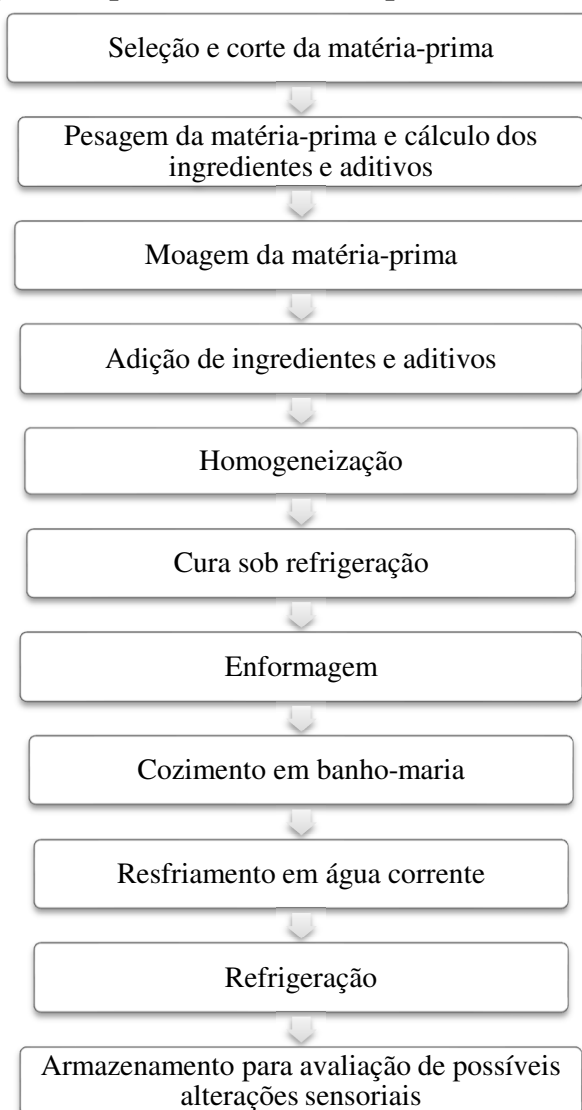 Seleção e corte da matéria-prima
Pesagem da matéria-prima e cálculo dos
ingredientes e aditivos
Moagem da matéria-prima
Adição de ingredientes e aditivos
Homogeneização
Cura sob refrigeração
Enformagem
Cozimento em banho-maria
Resfriamento em água corrente
Refrigeração
Armazenamento para avaliação de possíveis
alterações sensoriais